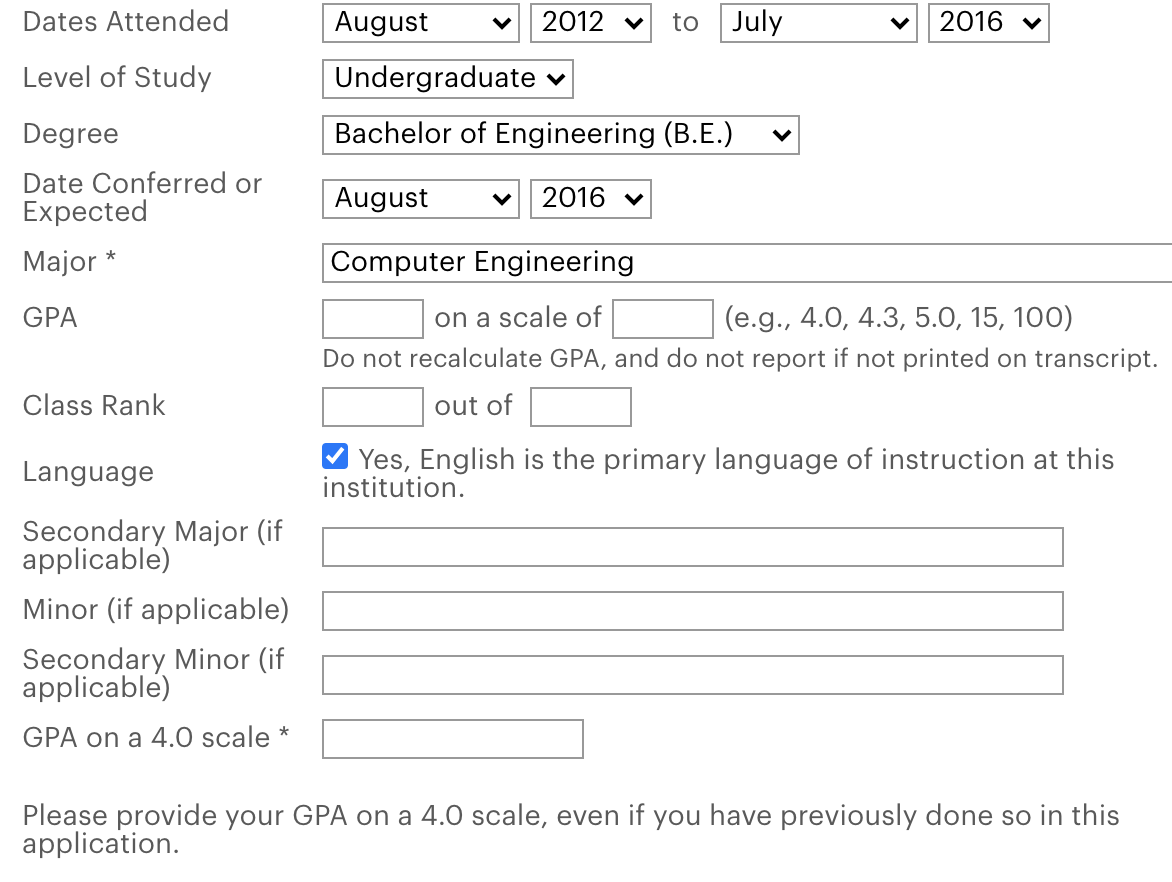 Dates Attended August 2012 to July 2016
Level of Study Undergraduate
Degree Bachelor of Engineering (B.E.)
Date Conferred or
Expected August 2016
Major * Computer Engineering
GPA on a scale of (e.g., 4.0, 4.3, 5.0, 15, 100)
Do not recalculate GPA, and do not report if not printed on transcript.
Class Rank out of
Language Yes, English is the primary language of instruction at this
institution.
Secondary Major (if
applicable)
Minor (if applicable)
Secondary Minor (if
applicable)
GPA on a 4.0 scale *
Please provide your GPA on a 4.0 scale, even if you have previously done so in this
application.